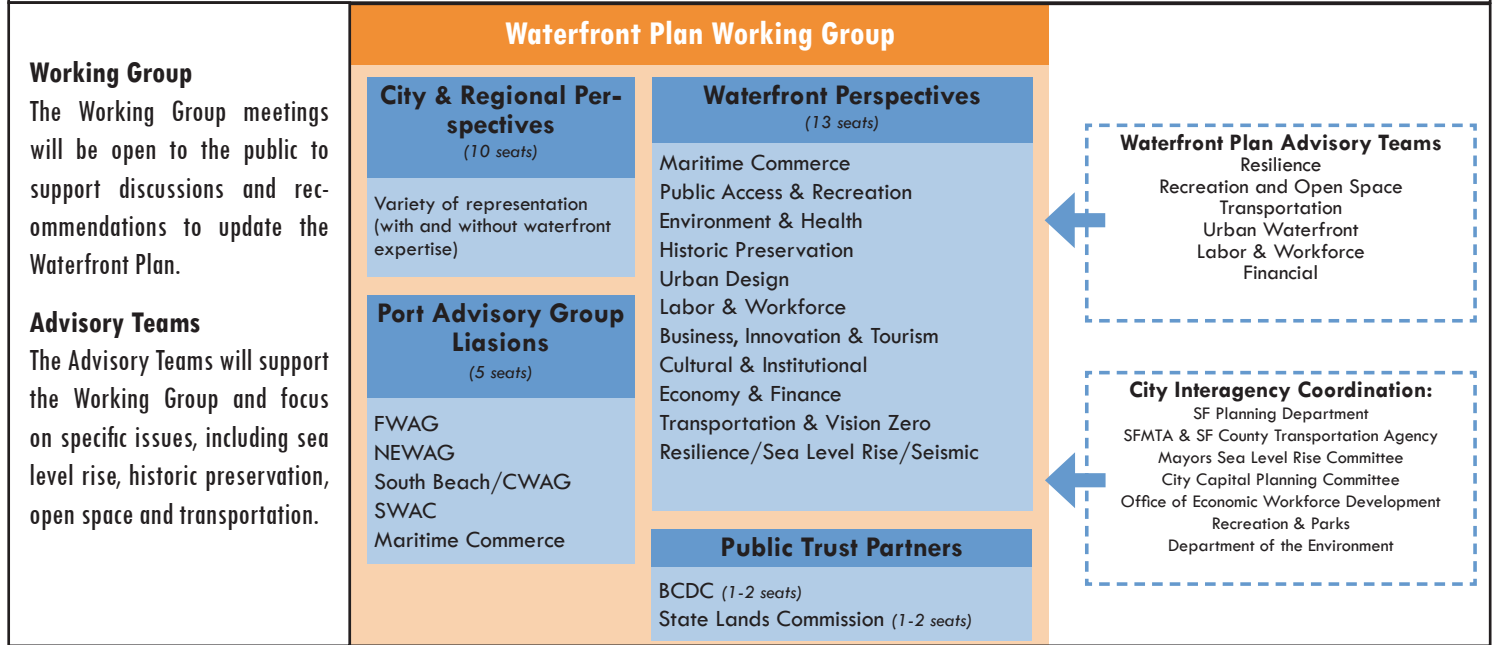 Working Group
The Working Group meetings
will be open to the public to
support discussions and rec-
ommendations to update the
Waterfront Plan.
Advisory Teams
The Advisory Teams will support
the Working Group and focus
on specific issues, including sea
level rise, historic preservation,
open space and transportation.
Waterfront Plan Working Group
City & Regional Per-
spectives
(10 seats)
Variety of representation
(with and without waterfront
expertise)
Port Advisory Group
Liasions
(5 seats)
FWAG
NEWAG
South Beach/CWAG
SWAC
Maritime Commerce
Waterfront Perspectives
(13 seats)
Maritime Commerce
Public Access & Recreation
Environment & Health
Historic Preservation
Urban Design
Labor & Workforce
Business, Innovation & Tourism
Cultural & Institutional
Economy & Finance
Transportation & Vision Zero
Resilience/Sea Level Rise/Seismic
Public Trust Partners
BCDC (1-2 seats)
State Lands Commission (1-2 seats)
Waterfront Plan Advisory Teams
Resilience
Recreation and Open Space
Transportation
Urban Waterfront
Labor & Workforce
Financial
City Interagency Coordination:
SF Planning Department
SFMTA & SF County Transportation Agency
Mayors Sea Level Rise Committee
City Capital Planning Committee
Office of Economic Workforce Development
Recreation & Parks
Department of the Environment